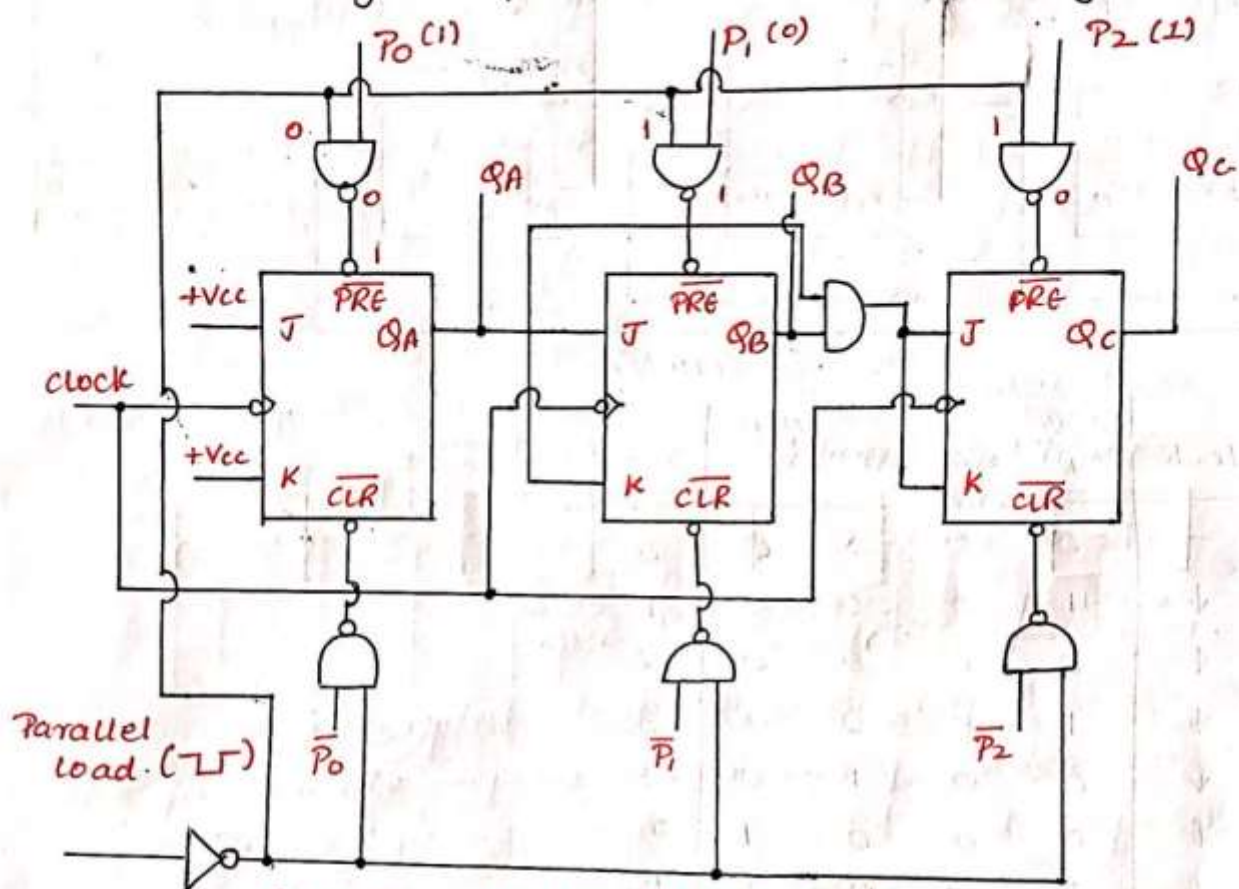 P0 (1)
P1 (0)
P2 (1)
0
1
1
QA
QB
QC
0
1
0
1
+Vcc
PRE
PRE
PRE
J
QA
J
QB
J
QC
Clock
+Vcc
K
CLR
K
CLR
K
CLR
Parallel
load. (
)
P̅0
P̅1
P̅2